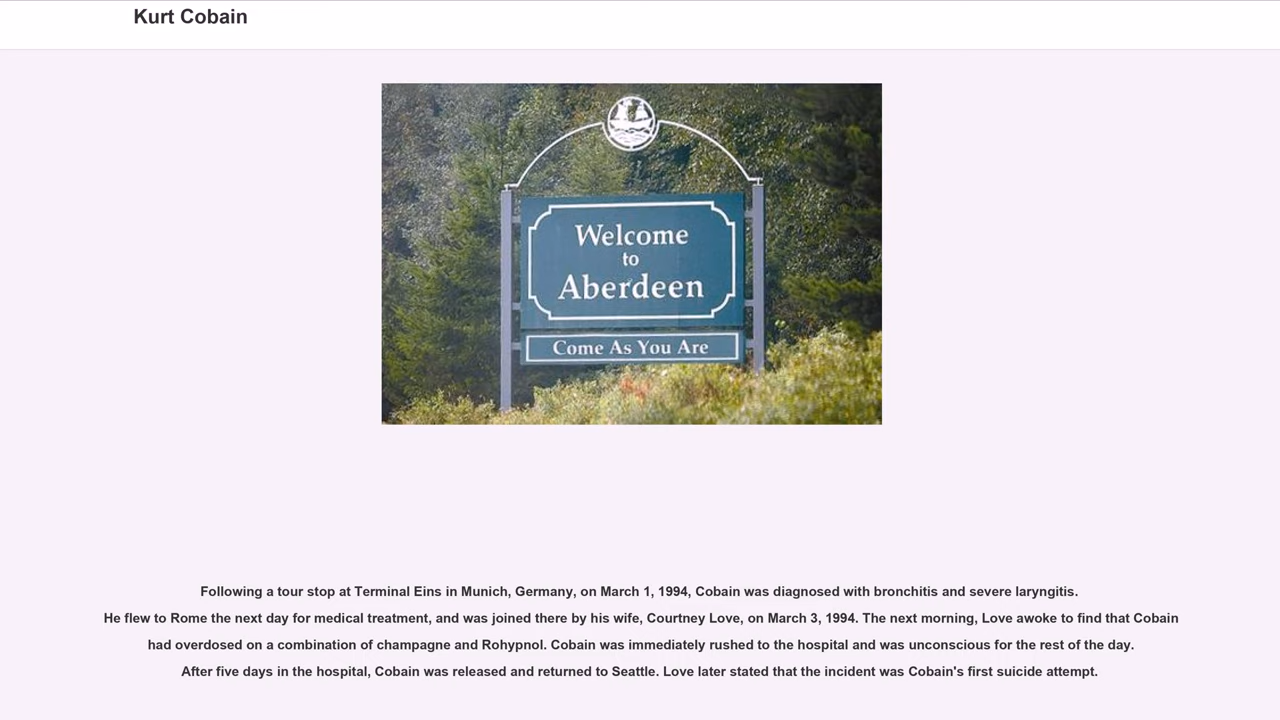 Kurt Cobain
Welcome
to
Aberdeen
Come As You Are
Following a tour stop at Terminal Eins in Munich, Germany, on March 1, 1994, Cobain was diagnosed with bronchitis and severe laryngitis.
He flew to Rome the next day for medical treatment, and was joined there by his wife, Courtney Love, on March 3, 1994. The next morning, Love awoke to find that Cobain
had overdosed on a combination of champagne and Rohypnol. Cobain was immediately rushed to the hospital and was unconscious for the rest of the day.
After five days in the hospital, Cobain was released and returned to Seattle. Love later stated that the incident was Cobain's first suicide attempt.